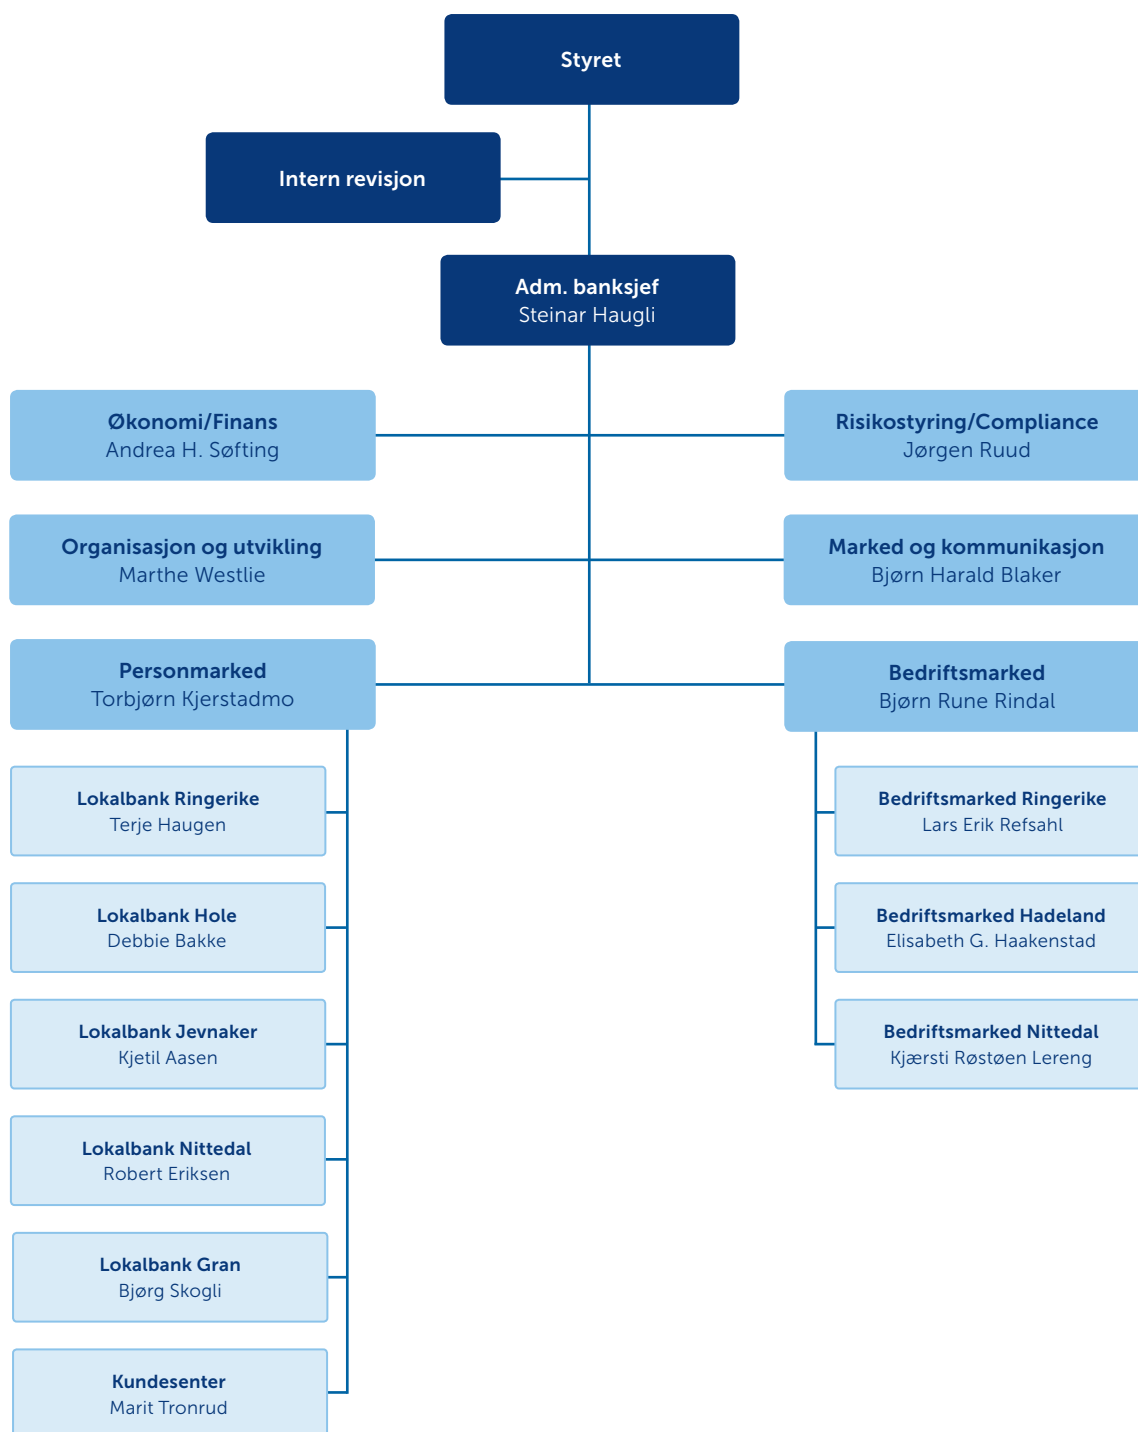 Styret
Intern revisjon
Adm. banksjef
Steinar Haugli
Økonomi/Finans
Andrea H. Søfting
Risikostyring/Compliance
Jørgen Ruud
Organisasjon og utvikling
Marthe Westlie
Marked og kommunikasjon
Bjørn Harald Blaker
Personmarked
Torbjørn Kjerstadmo
Bedriftsmarked
Bjørn Rune Rindal
Lokalbank Ringerike
Terje Haugen
Lokalbank Hole
Debbie Bakke
Lokalbank Jevnaker
Kjetil Aasen
Lokalbank Nittedal
Robert Eriksen
Lokalbank Gran
Bjørg Skogli
Kundesenter
Marit Tronrud
Bedriftsmarked Ringerike
Lars Erik Refsahl
Bedriftsmarked Hadeland
Elisabeth G. Haakenstad
Bedriftsmarked Nittedal
Kjærsti Røstøen Lereng